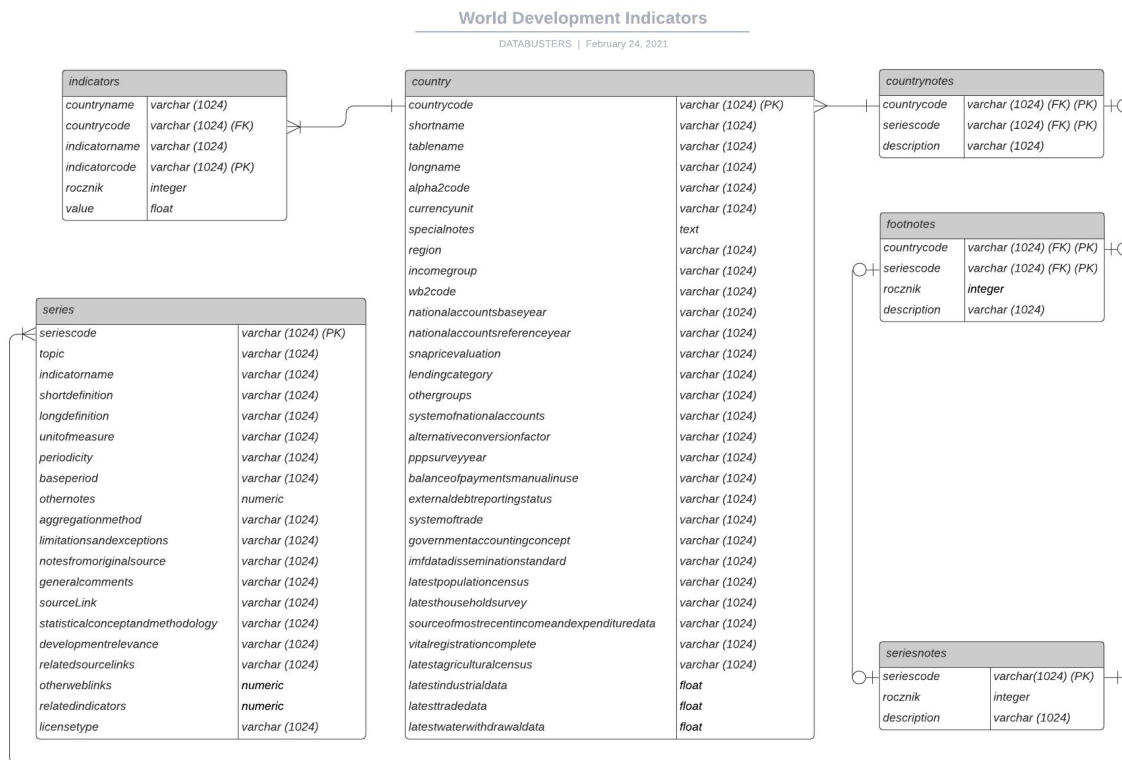 World Development Indicators
DATABUSTERS | February 24, 2021
indicators
countryname varchar (1024)
countrycode varchar (1024) (FK)
indicatorname varchar (1024)
indicatorcode varchar (1024) (PK)
rocznik integer
value float
series
seriescode varchar (1024) (PK)
topic varchar (1024)
indicatorname varchar (1024)
shortdefinition varchar (1024)
longdefinition varchar (1024)
unitofmeasure varchar (1024)
periodicity varchar (1024)
baseperiod varchar (1024)
othernotes numeric
aggregationmethod varchar (1024)
limitationsandexceptions varchar (1024)
notesfromoriginalsource varchar (1024)
generalcomments varchar (1024)
sourceLink varchar (1024)
statisticalconceptandmethodology varchar (1024)
developmentrelevance varchar (1024)
relatedsourcelinks varchar (1024)
otherweblinks numeric
relatedindicators numeric
licensetype varchar (1024)
country
countrycode varchar (1024) (PK)
shortname varchar (1024)
tablename varchar (1024)
longname varchar (1024)
alpha2code varchar (1024)
currencyunit varchar (1024)
specialnotes text
region varchar (1024)
incomegroup varchar (1024)
wb2code varchar (1024)
nationalaccountsbaseyear varchar (1024)
nationalaccountsreferenceyear varchar (1024)
snapricevaluation varchar (1024)
lendingcategory varchar (1024)
othergroups varchar (1024)
systemofnationalaccounts varchar (1024)
alternativeconversionfactor varchar (1024)
pppsurveyyear varchar (1024)
balanceofpaymentsmanualinuse varchar (1024)
externaldebtreportingstatus varchar (1024)
systemoftrade varchar (1024)
governmentaccountingconcept varchar (1024)
imfdatadisseminationstandard varchar (1024)
latestpopulationcensus varchar (1024)
latesthouseholdsurvey varchar (1024)
sourceofmostrecentincomeandexpendituredata varchar (1024)
vitalregistrationcomplete varchar (1024)
latestagriculturalcensus varchar (1024)
latestindustrialdata float
latesttradedata float
latestwaterwithdrawaldata float
countrynotes
countrycode varchar (1024) (FK) (PK)
seriescode varchar (1024) (FK) (PK)
description varchar (1024)
footnotes
countrycode varchar (1024) (FK) (PK)
seriescode varchar (1024) (FK) (PK)
rocznik integer
description varchar (1024)
seriesnotes
seriescode varchar(1024) (PK)
rocznik integer
description varchar (1024)